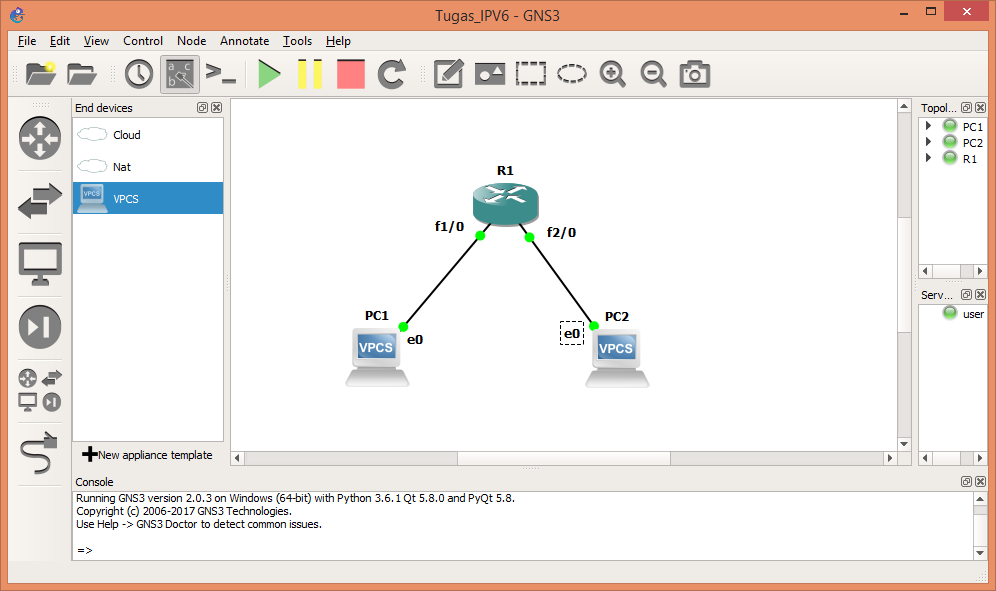 Tugas_IPV6 - GNS3
File Edit View Control Node Annotate Tools Help
a c
b
End devices
Cloud
Nat
VPCS
VPCS
New appliance template
R1
f1/0
f2/0
PC1
e0
VPCS
PC2
e0
VPCS
Topol...
PC1
PC2
R1
Serv...
user
Console
Running GNS3 version 2.0.3 on Windows (64-bit) with Python 3.6.1 Qt 5.8.0 and PyQt 5.8.
Copyright (c) 2006-2017 GNS3 Technologies.
Use Help -> GNS3 Doctor to detect common issues.
=>